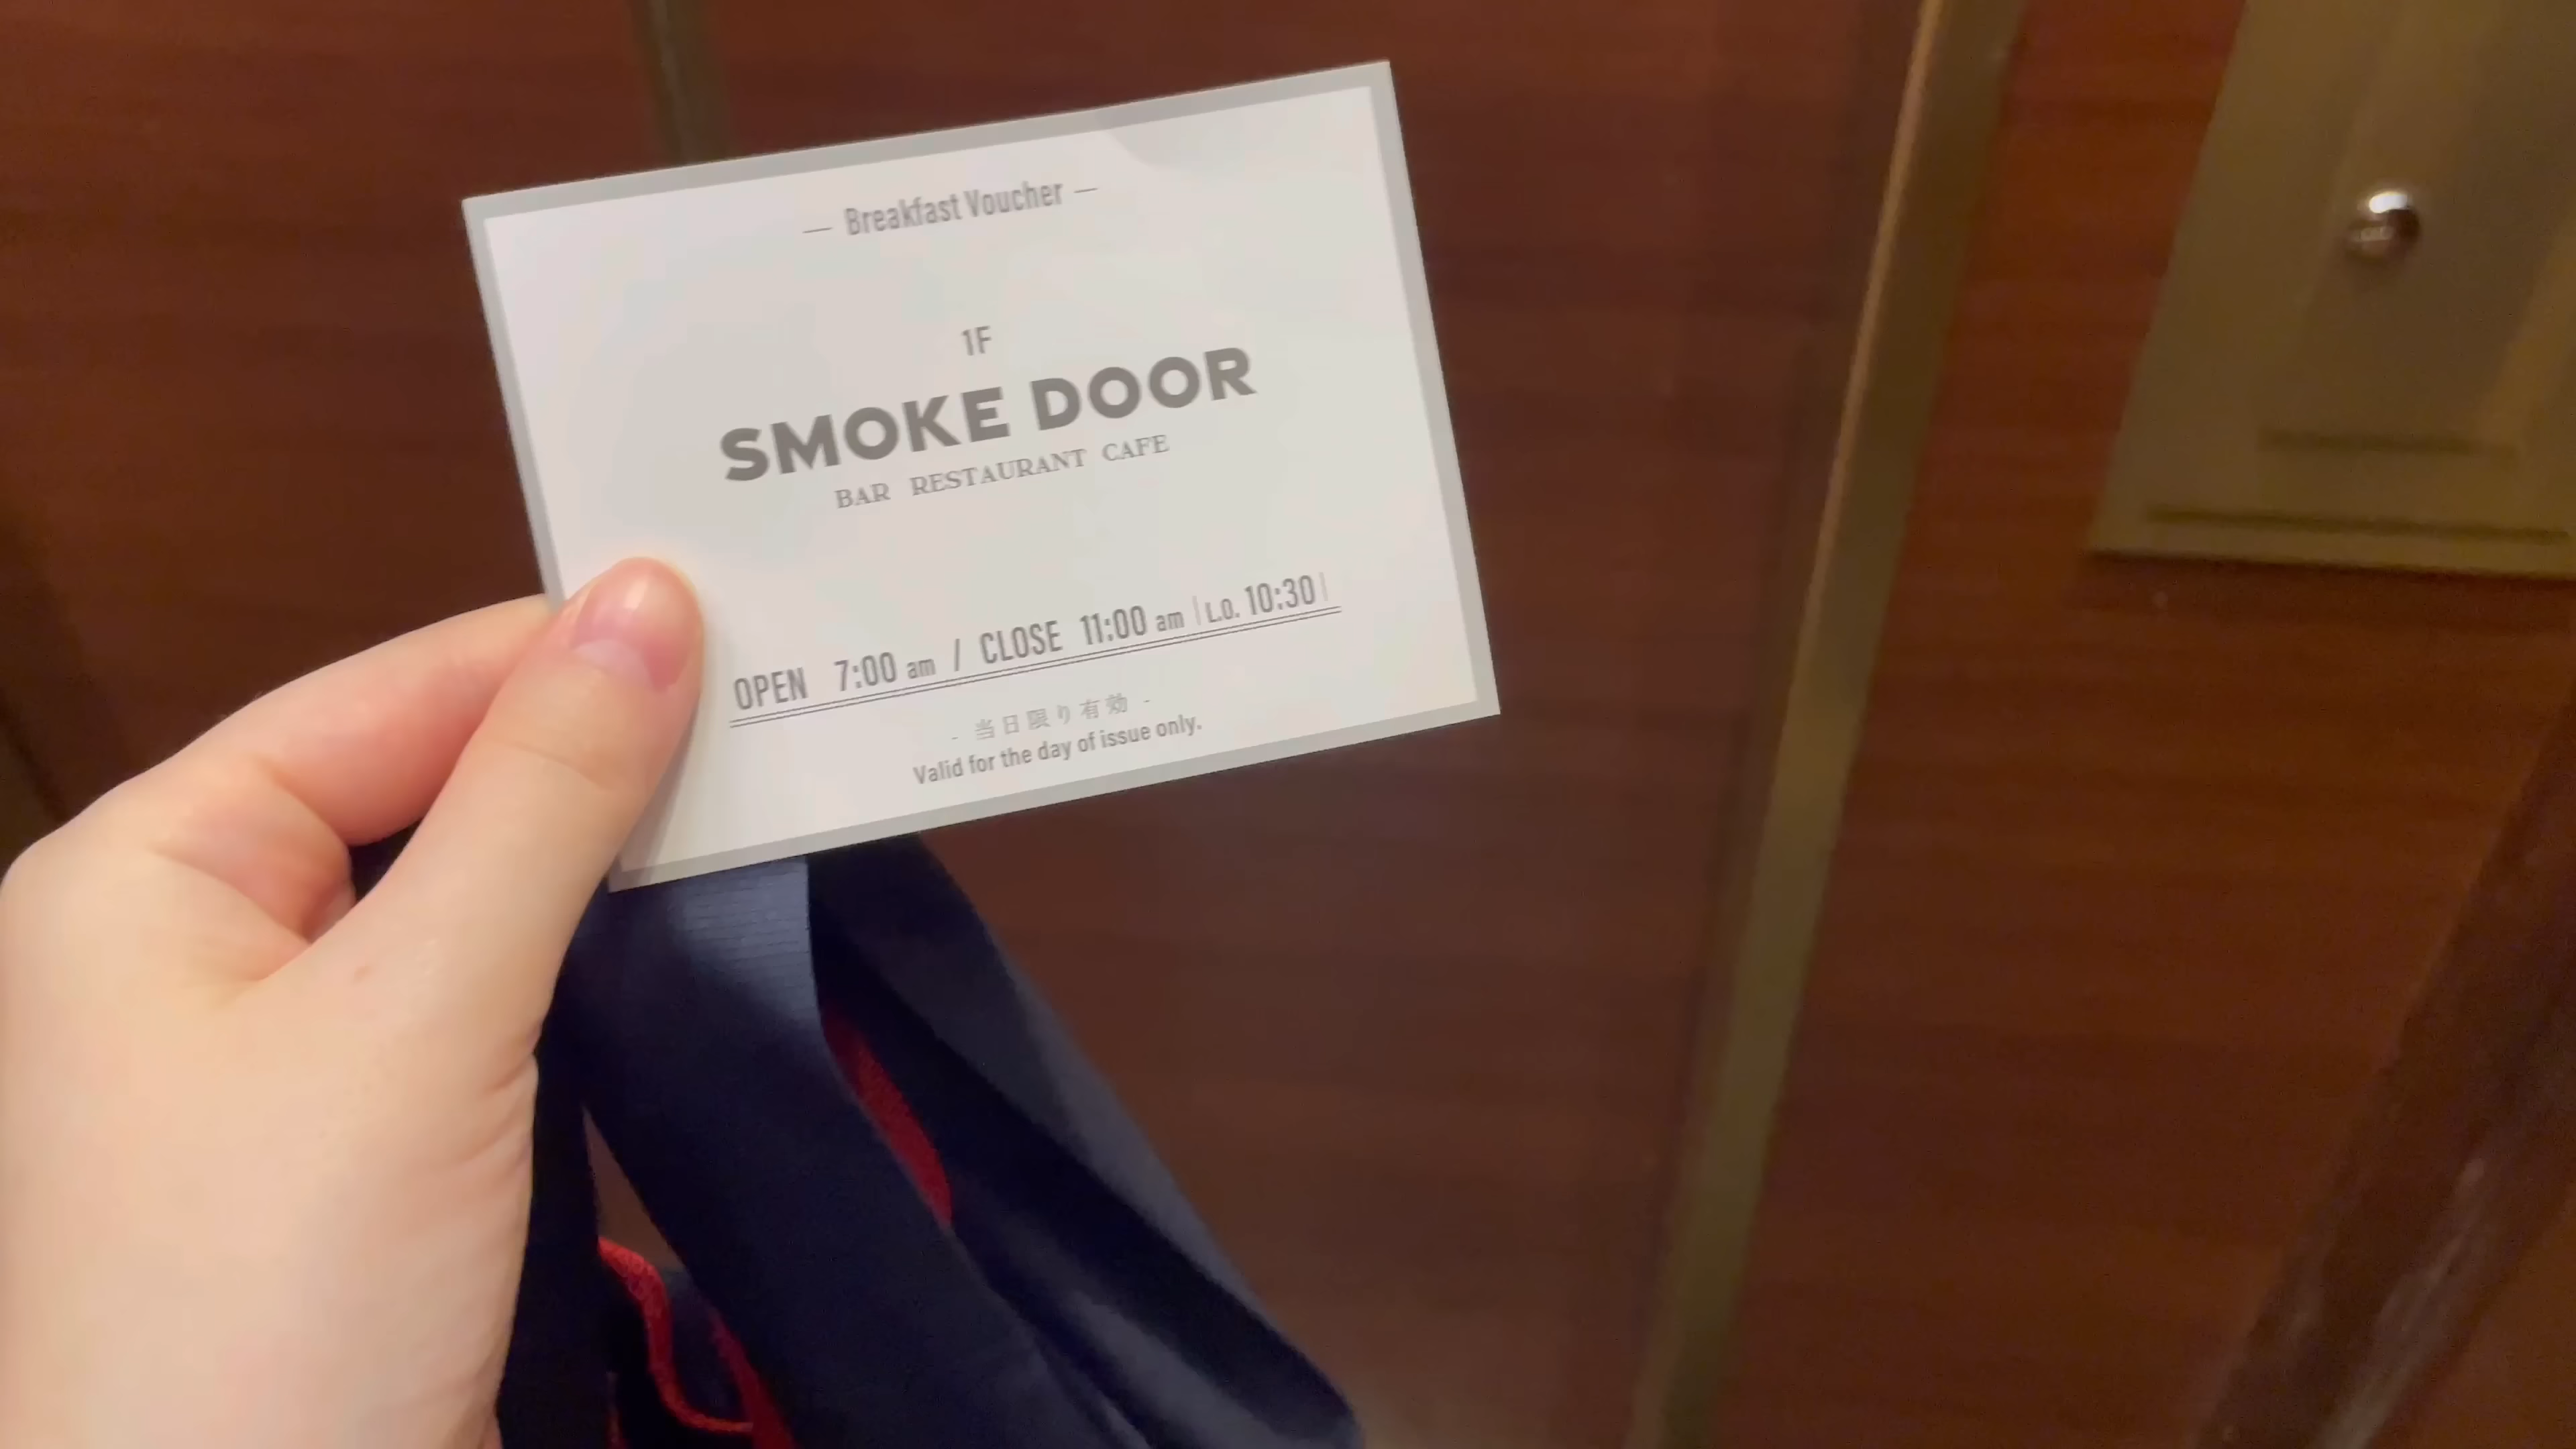 — Breakfast Voucher —
1F
SMOKE DOOR
BAR RESTAURANT CAFE
OPEN 7:00 am / CLOSE 11:00 am | L.O. 10:30 |
- 当日限り有効 -
Valid for the day of issue only.